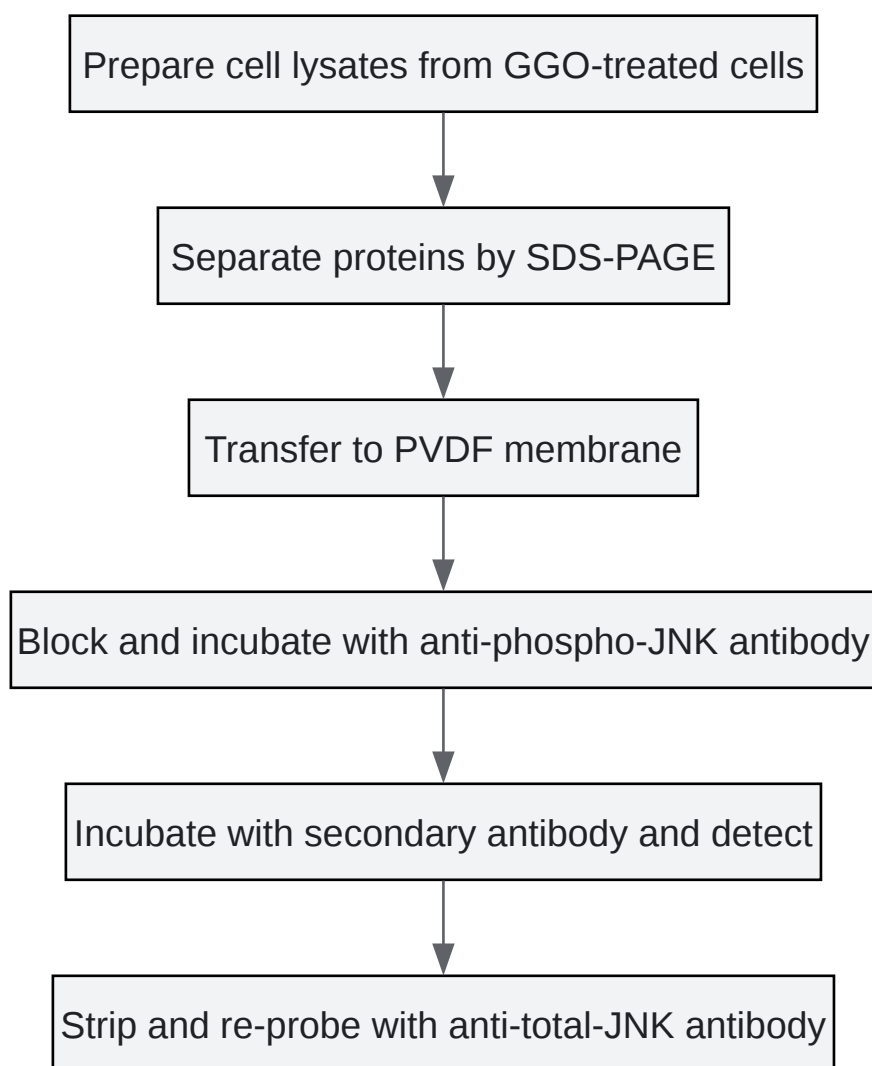 Prepare cell lysates from GGO-treated cells
Separate proteins by SDS-PAGE
Transfer to PVDF membrane
Block and incubate with anti-phospho-JNK antibody
Incubate with secondary antibody and detect
Strip and re-probe with anti-total-JNK antibody